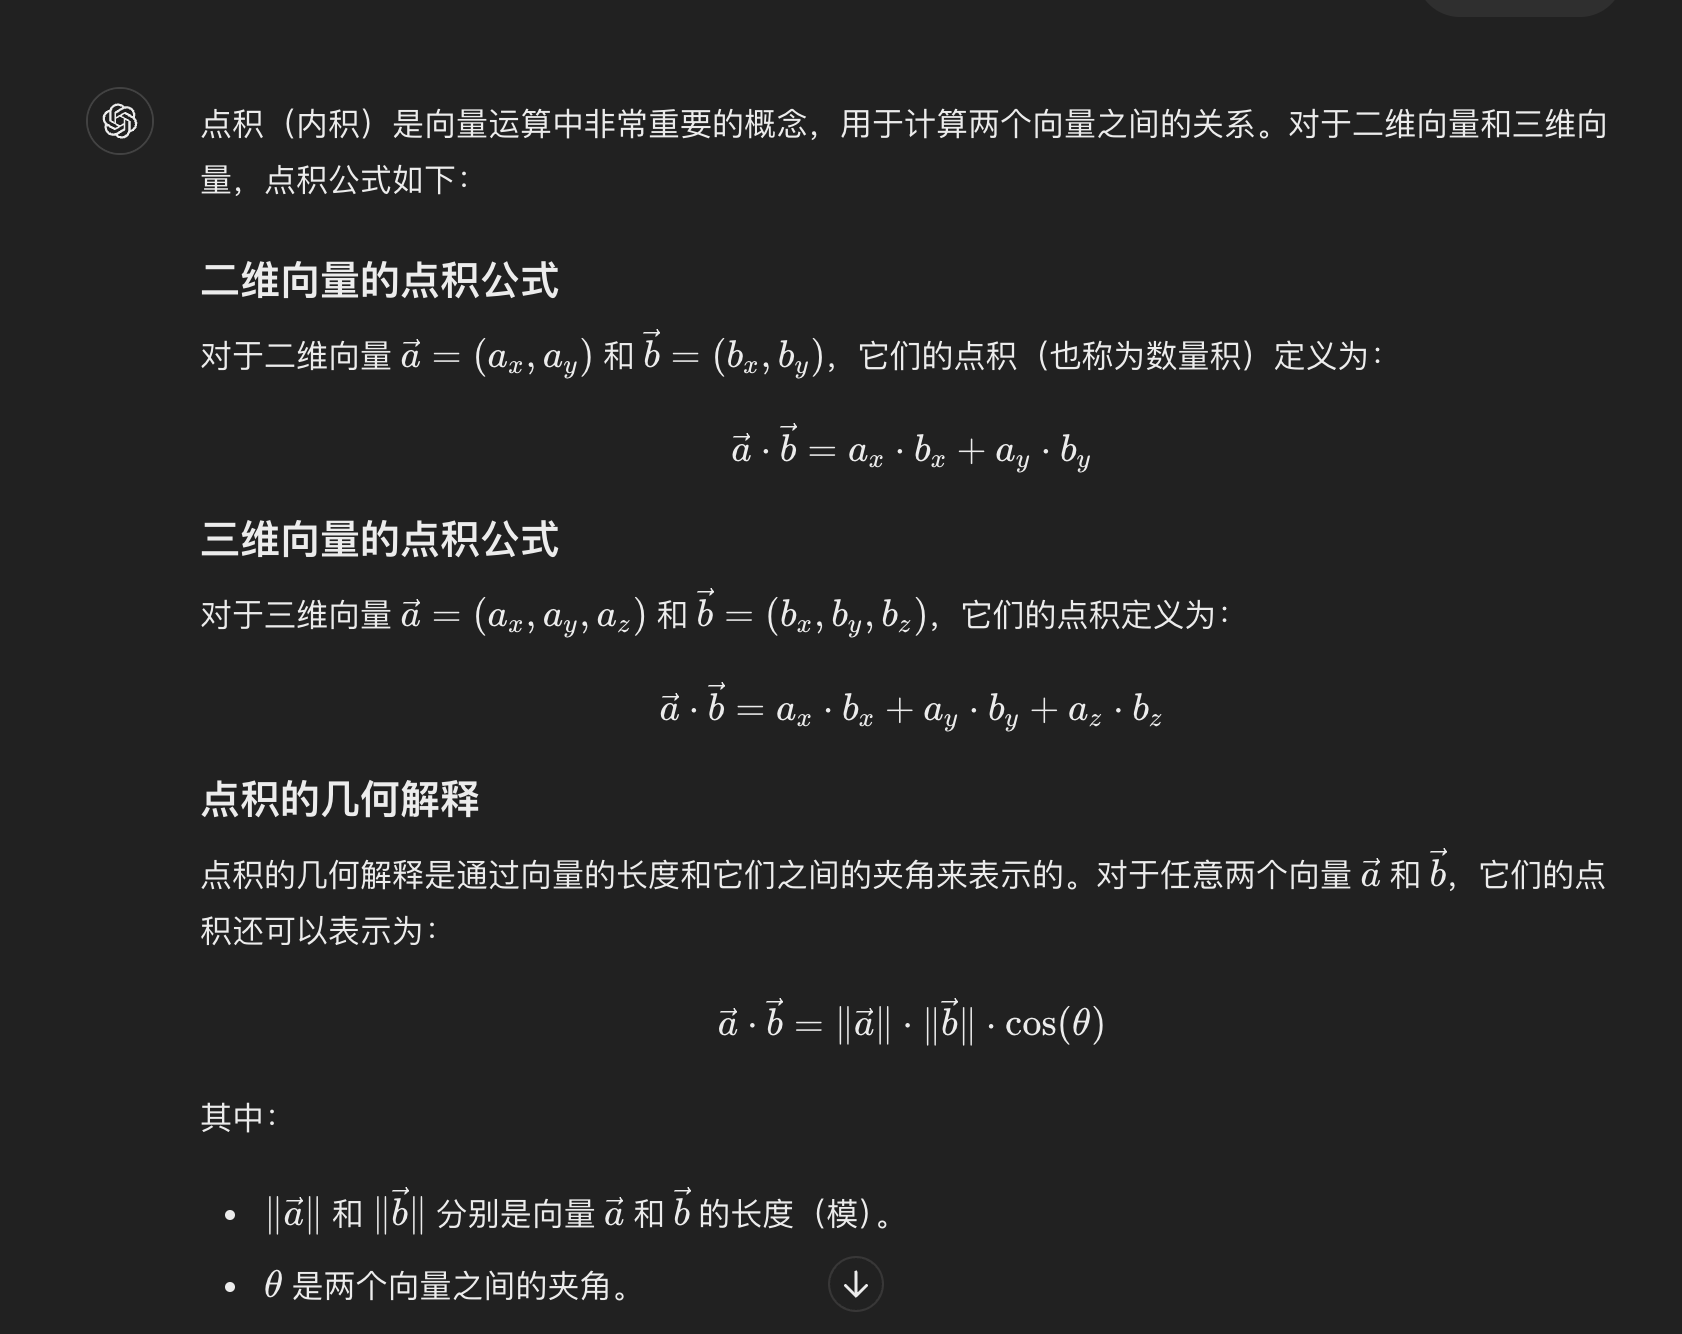 点积（内积）是向量运算中非常重要的概念，用于计算两个向量之间的关系。对于二维向量和三维向
量，点积公式如下：
二维向量的点积公式
对于二维向量 $\vec{a} = (a_x, a_y)$ 和 $\vec{b} = (b_x, b_y)$，它们的点积（也称为数量积）定义为：
$\vec{a} \cdot \vec{b} = a_x \cdot b_x + a_y \cdot b_y$
三维向量的点积公式
对于三维向量 $\vec{a} = (a_x, a_y, a_z)$ 和 $\vec{b} = (b_x, b_y, b_z)$，它们的点积定义为：
$\vec{a} \cdot \vec{b} = a_x \cdot b_x + a_y \cdot b_y + a_z \cdot b_z$
点积的几何解释
点积的几何解释是通过向量的长度和它们之间的夹角来表示的。对于任意两个向量 $\vec{a}$ 和 $\vec{b}$，它们的点
积还可以表示为：
$\vec{a} \cdot \vec{b} = \|\vec{a}\| \cdot \|\vec{b}\| \cdot \cos(\theta)$
其中：
• $\|\vec{a}\|$ 和 $\|\vec{b}\|$ 分别是向量 $\vec{a}$ 和 $\vec{b}$ 的长度（模）。
• $\theta$ 是两个向量之间的夹角。